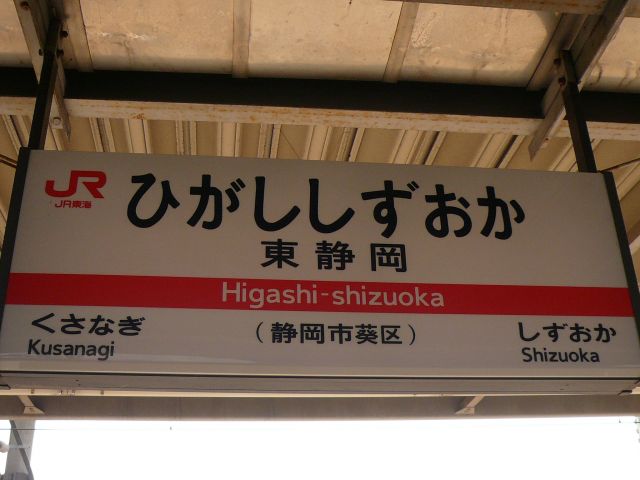 JR
JR東海
ひがししずおか
東静岡
Higashi-shizuoka
くさなぎ
Kusanagi
（静岡市葵区）
しずおか
Shizuoka